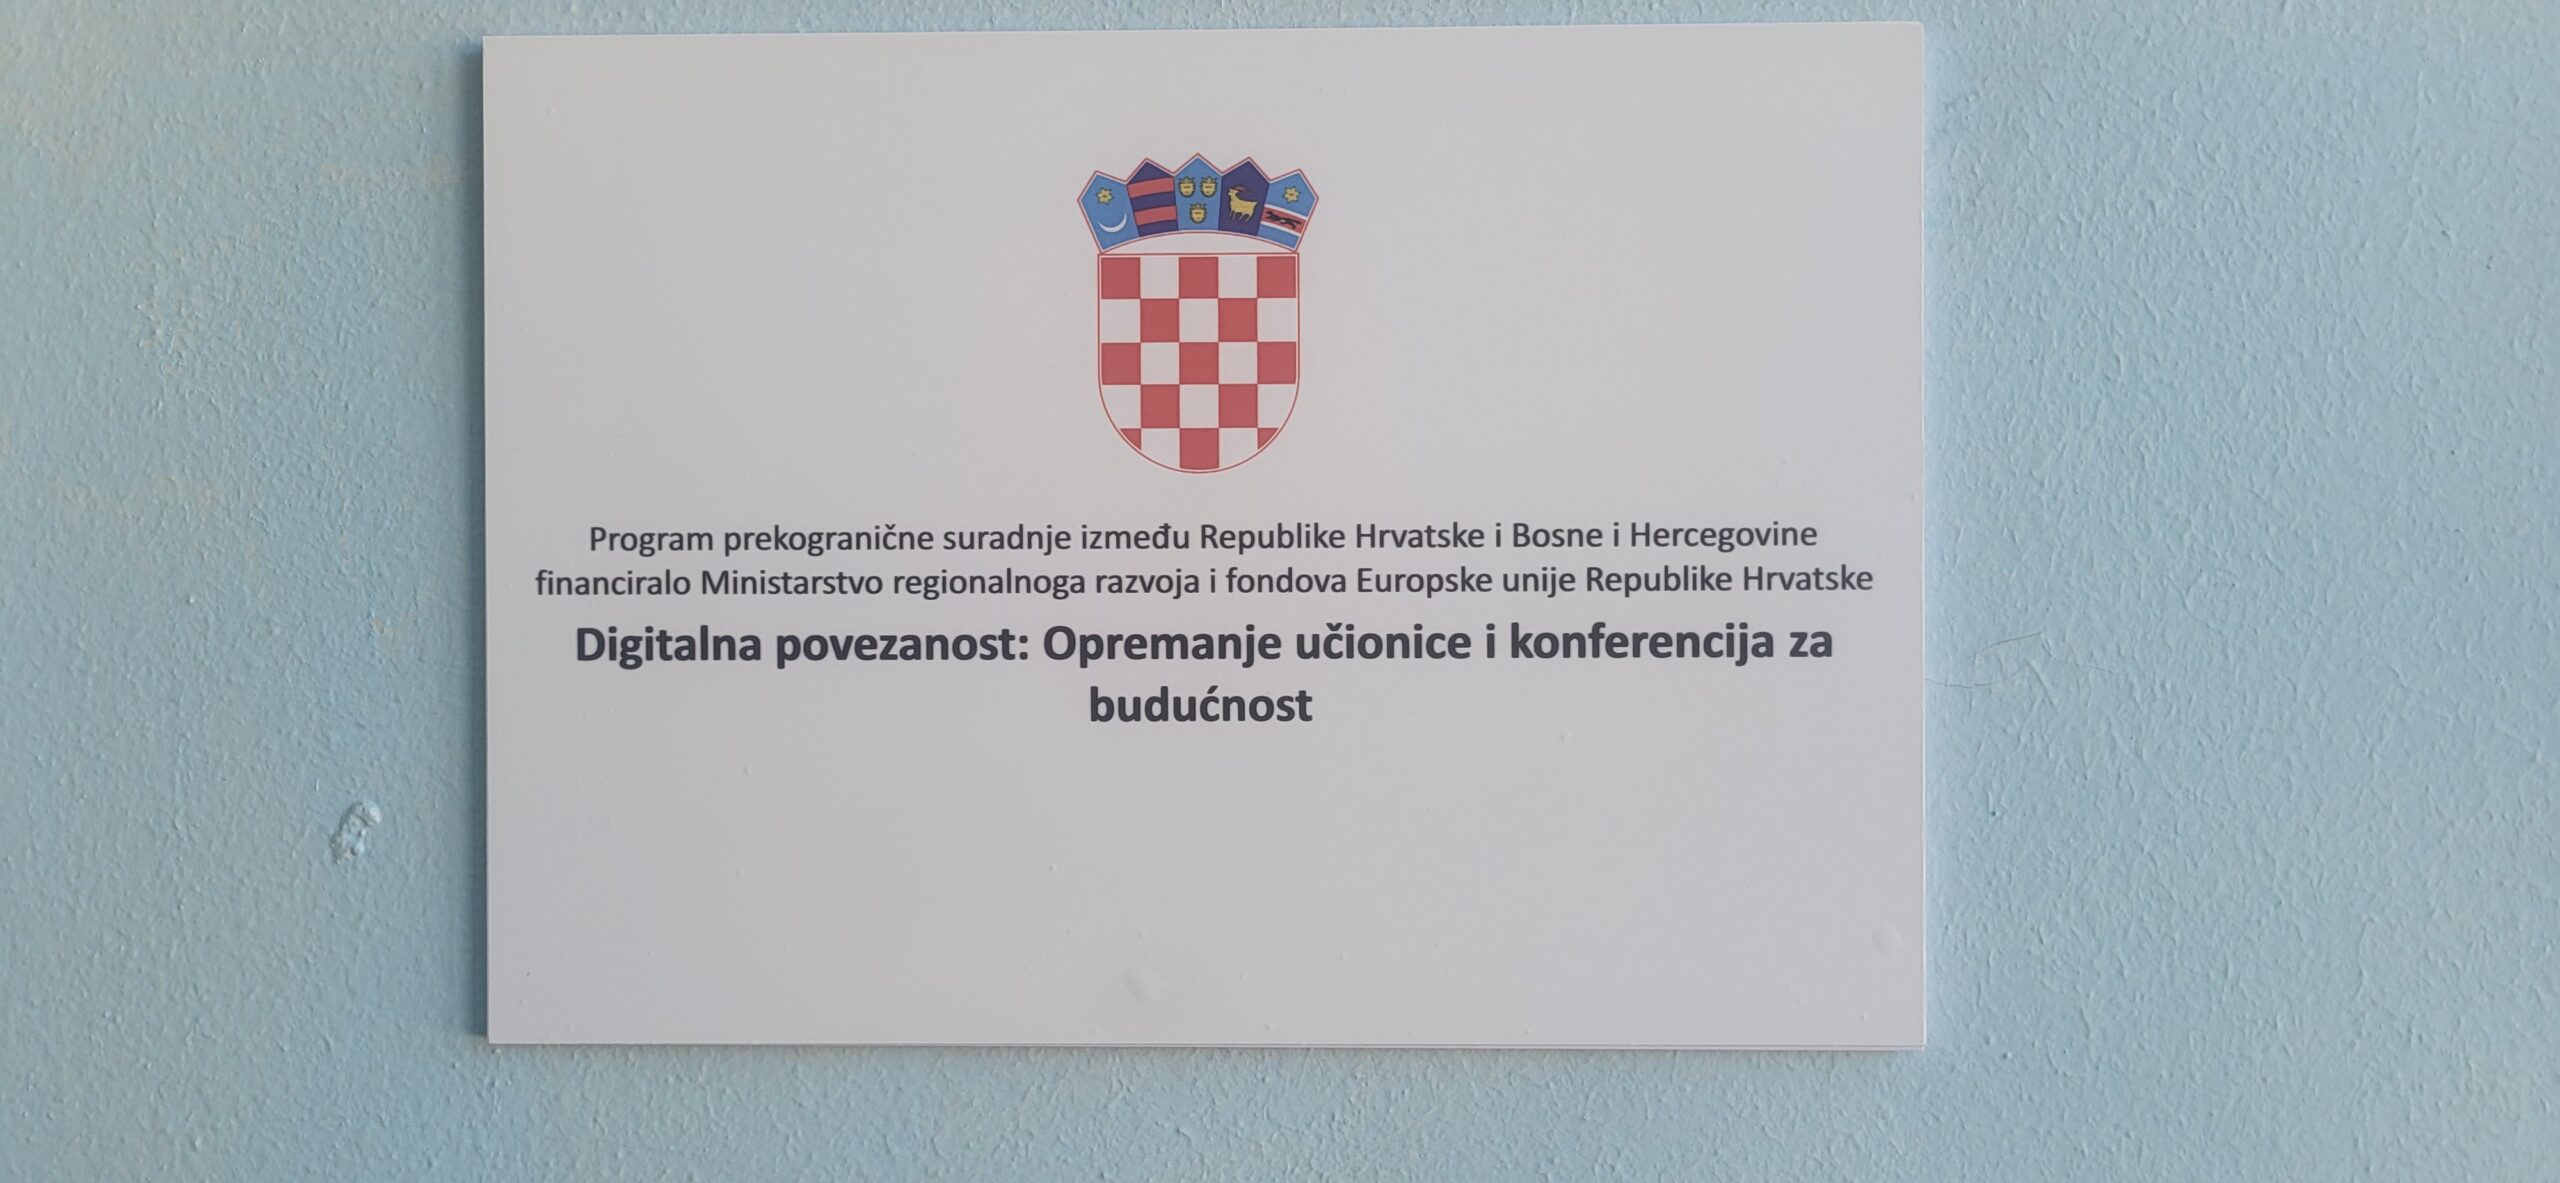 Program prekogranične suradnje između Republike Hrvatske i Bosne i Hercegovine
financiralo Ministarstvo regionalnoga razvoja i fondova Europske unije Republike Hrvatske
Digitalna povezanost: Opremanje učionice i konferencija za
budućnost